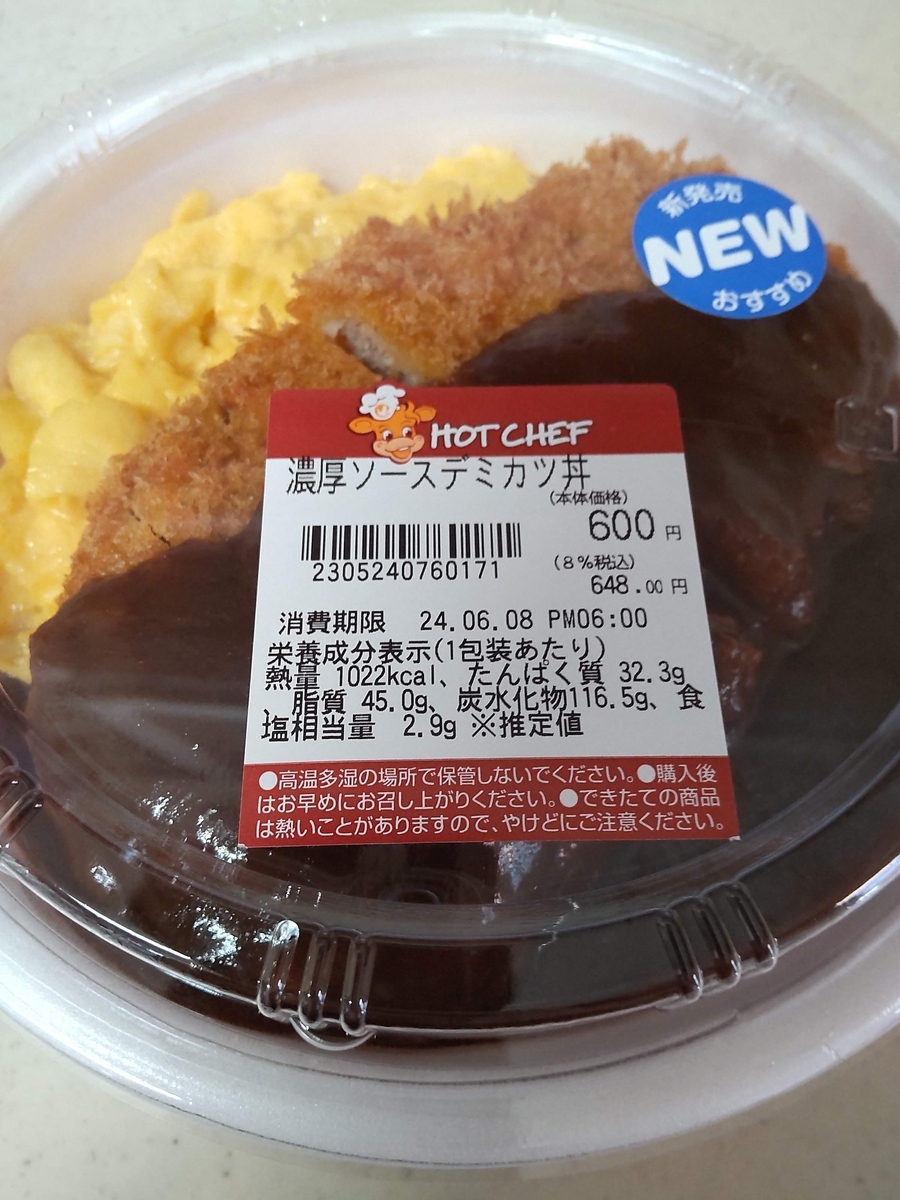 新発売
NEW
おすすめ
HOT CHEF
濃厚ソースデミカツ丼
(本体価格)
600 円
2305240760171
(8%税込)
648.00 円
消費期限 24.06.08 PM06:00
栄養成分表示(1包装あたり)
熱量 1022kcal、たんぱく質 32.3g
、脂質 45.0g、炭水化物116.5g、食
塩相当量 2.9g ※推定値
●高温多湿の場所で保管しないでください。●購入後
はお早めにお召し上がりください。●できたての商品
は熱いことがありますので、やけどにご注意ください。